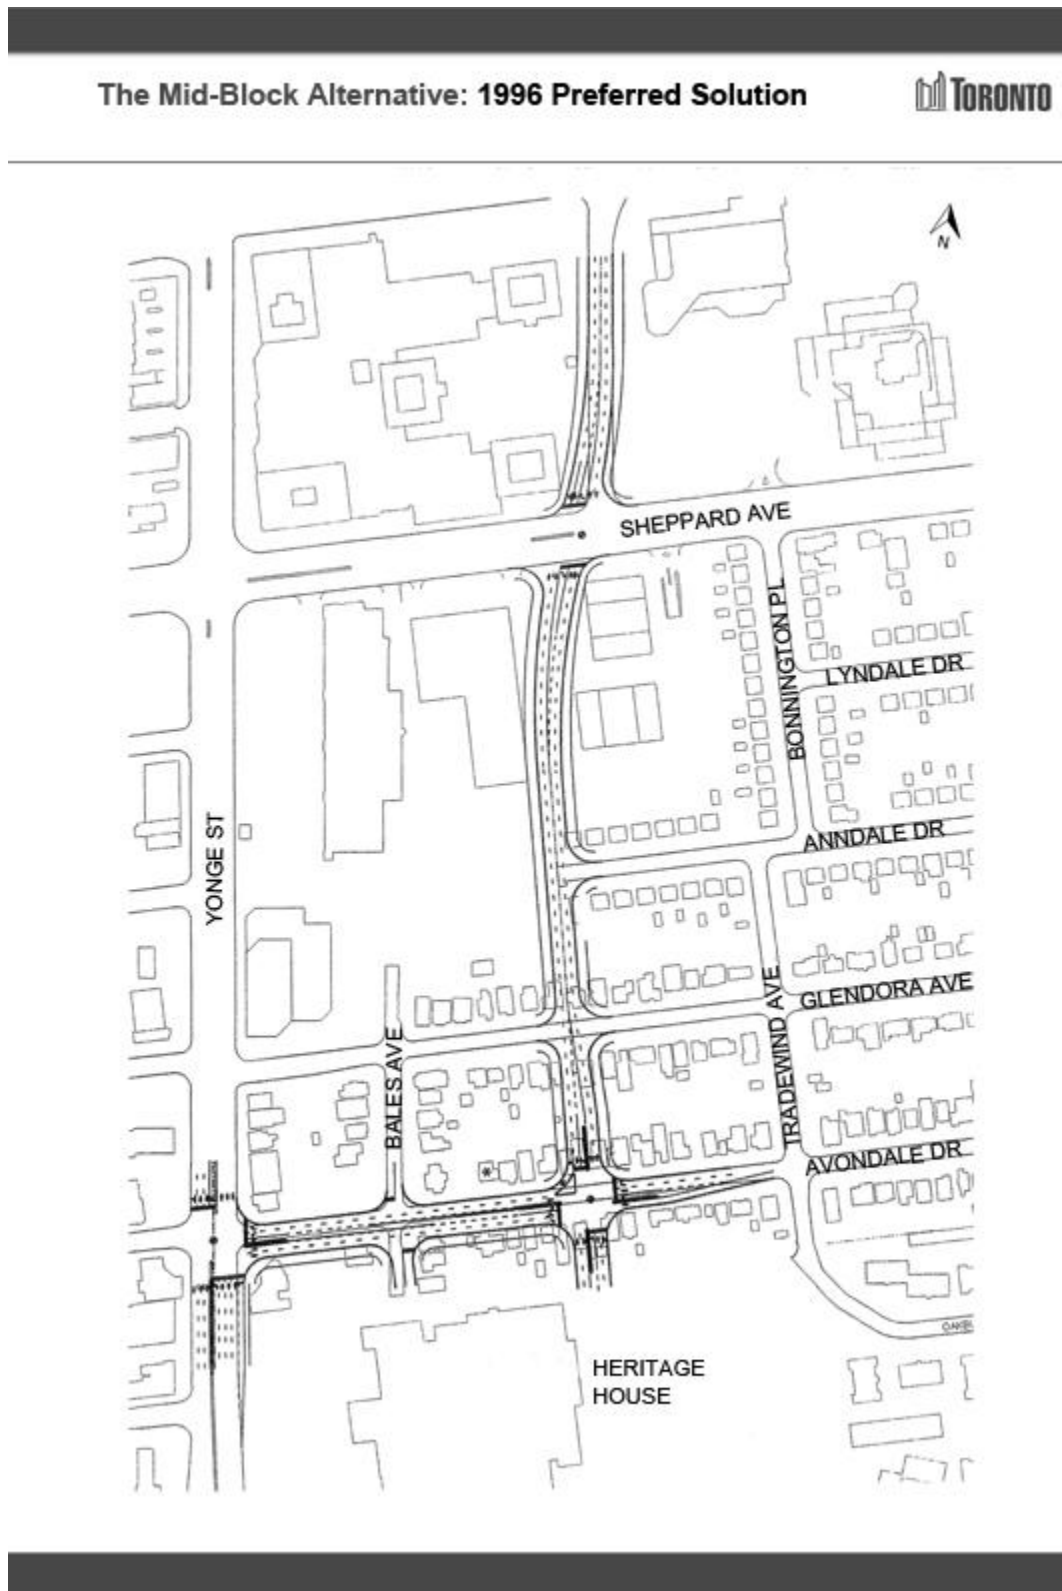 The Mid-Block Alternative: 1996 Preferred Solution
TORONTO
N
SHEPPARD AVE
BONNINGTON PL
LYNDALE DR
YONGE ST
ANNDALE DR
GLENDORA AVE
BALES AVE
TRADEWIND AVE
AVONDALE DR
HERITAGE
HOUSE